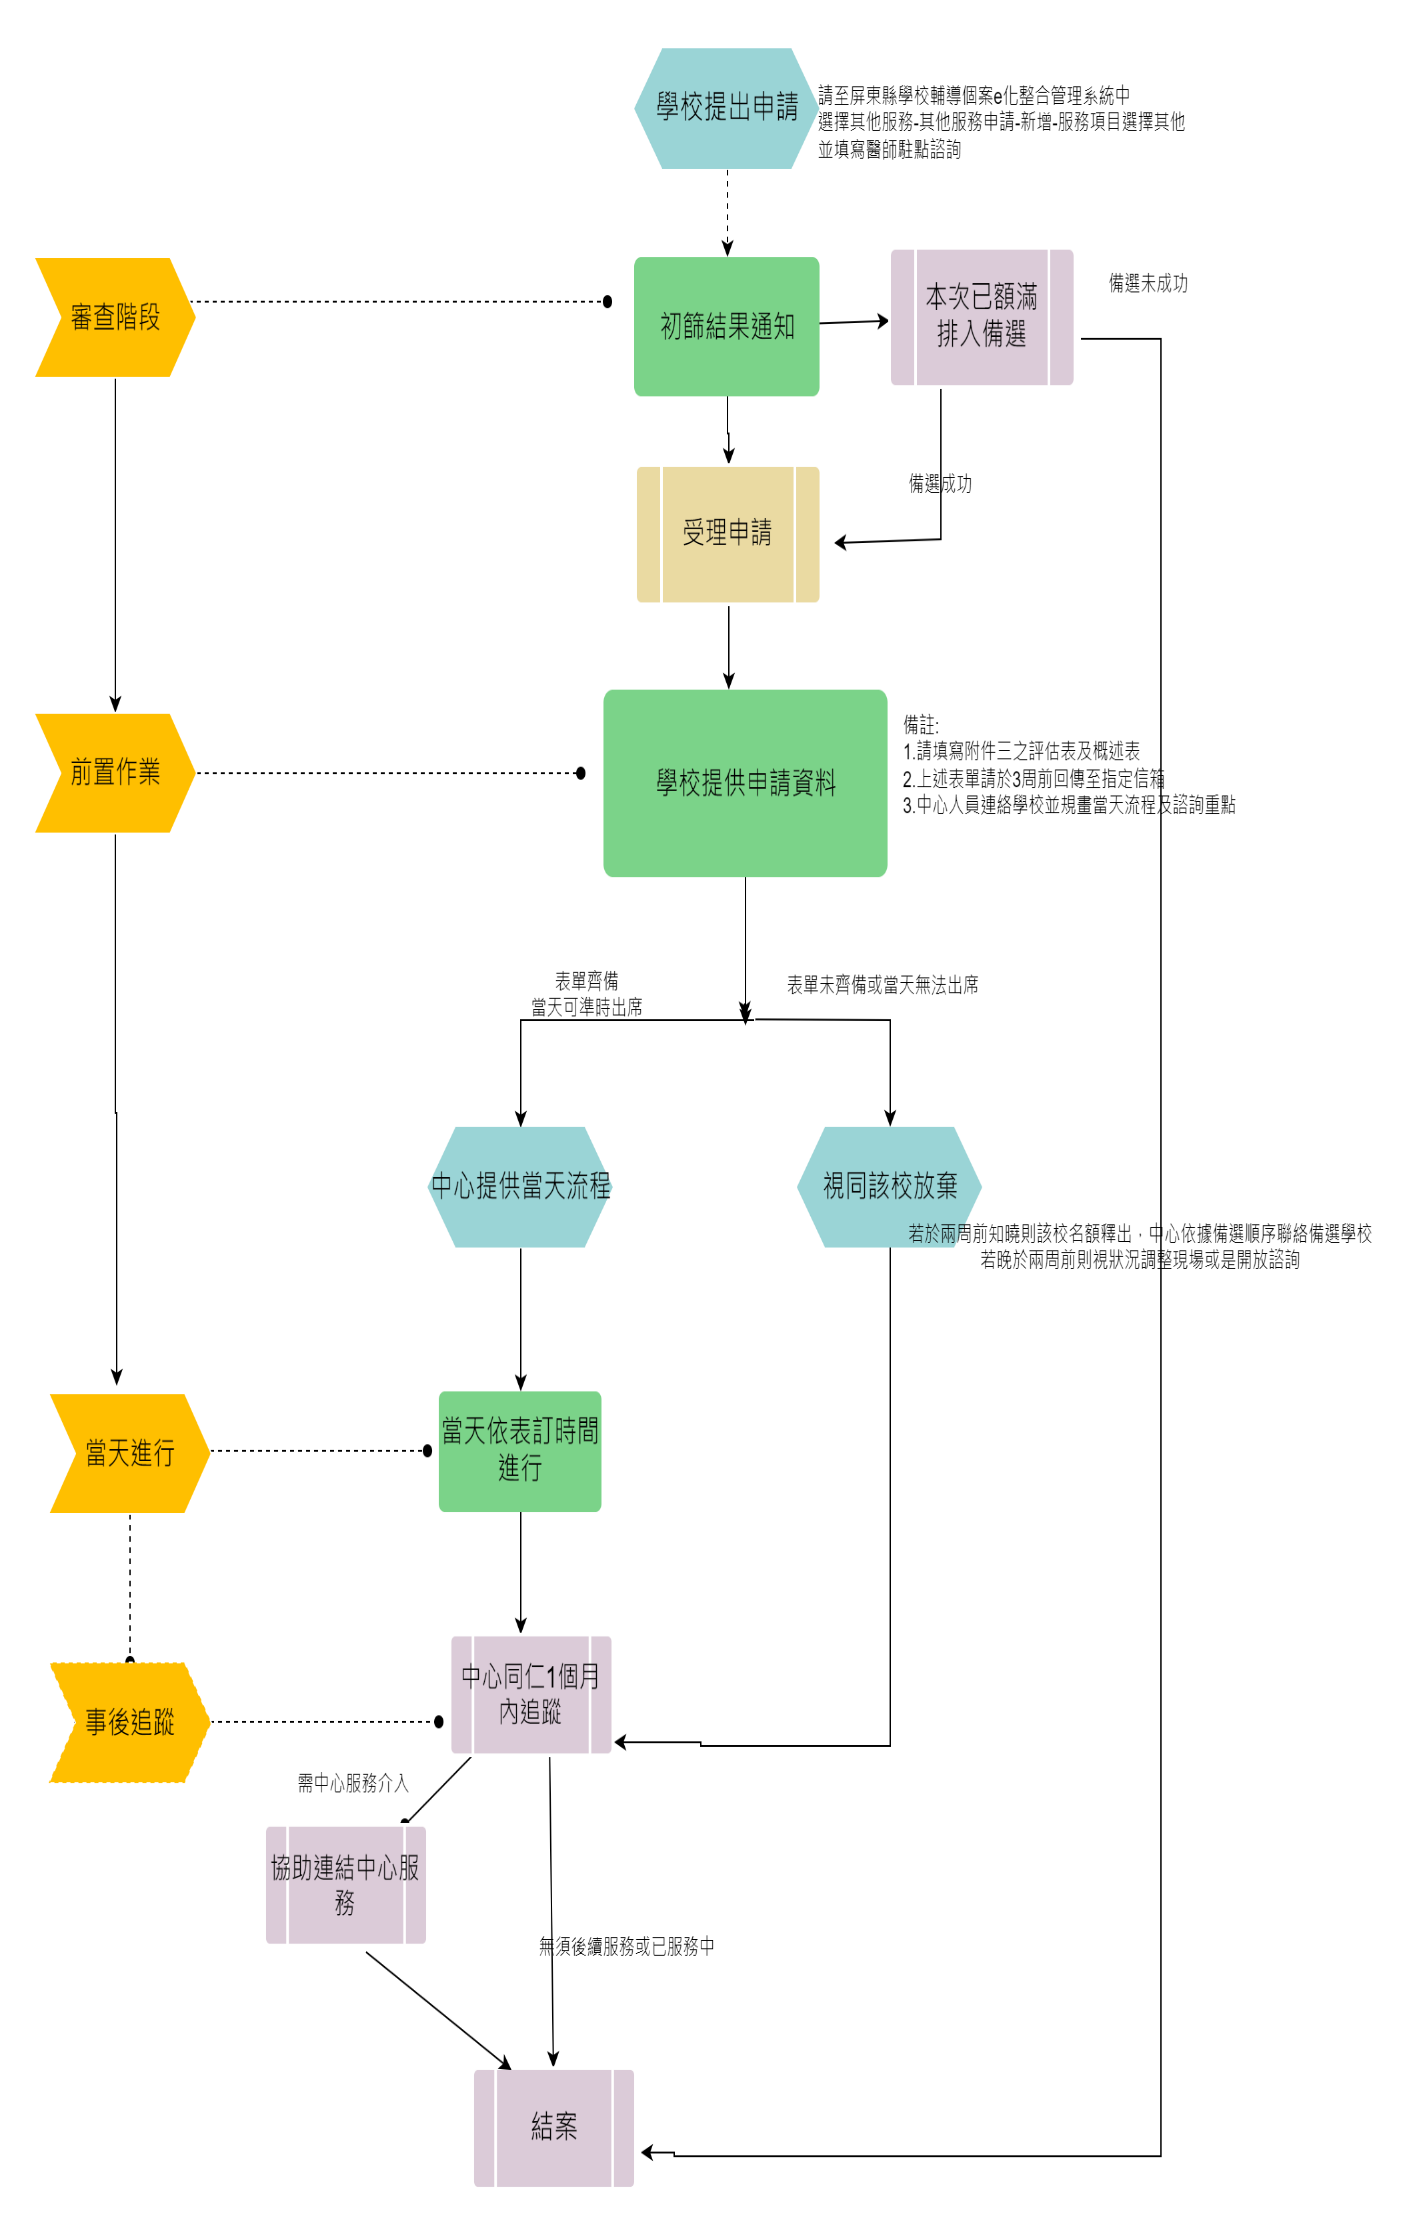 學校提出申請
請至屏東縣學校輔導個案e化整合管理系統中
選擇其他服務-其他服務申請-新增-服務項目選擇其他
並填寫醫師駐點諮詢
審查階段
初篩結果通知
本次已額滿
排入備選
備選未成功
備選成功
受理申請
前置作業
學校提供申請資料
備註:
1.請填寫附件三之評估表及概述表
2.上述表單請於3周前回傳至指定信箱
3.中心人員連絡學校並規畫當天流程及諮詢重點
表單齊備
當天可準時出席
表單未齊備或當天無法出席
中心提供當天流程
視同該校放棄
若於兩周前知曉則該校名額釋出，中心依據備選順序聯絡備選學校
若晚於兩周前則視狀況調整現場或是開放諮詢
當天進行
當天依表訂時間
進行
事後追蹤
中心同仁1個月
內追蹤
需中心服務介入
協助連結中心服
務
無須後續服務或已服務中
結案